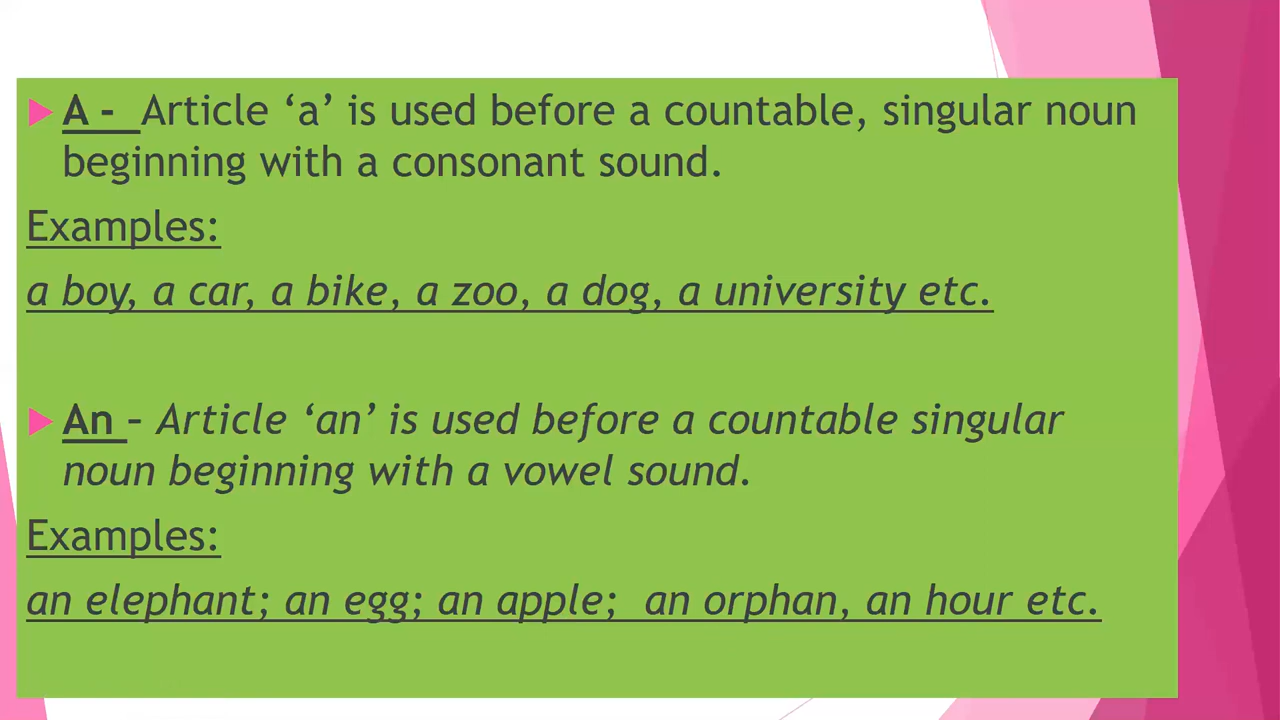 A - Article ‘a’ is used before a countable, singular noun
beginning with a consonant sound.
Examples:
a boy, a car, a bike, a zoo, a dog, a university etc.
An – Article ‘an’ is used before a countable singular
noun beginning with a vowel sound.
Examples:
an elephant; an egg; an apple; an orphan, an hour etc.